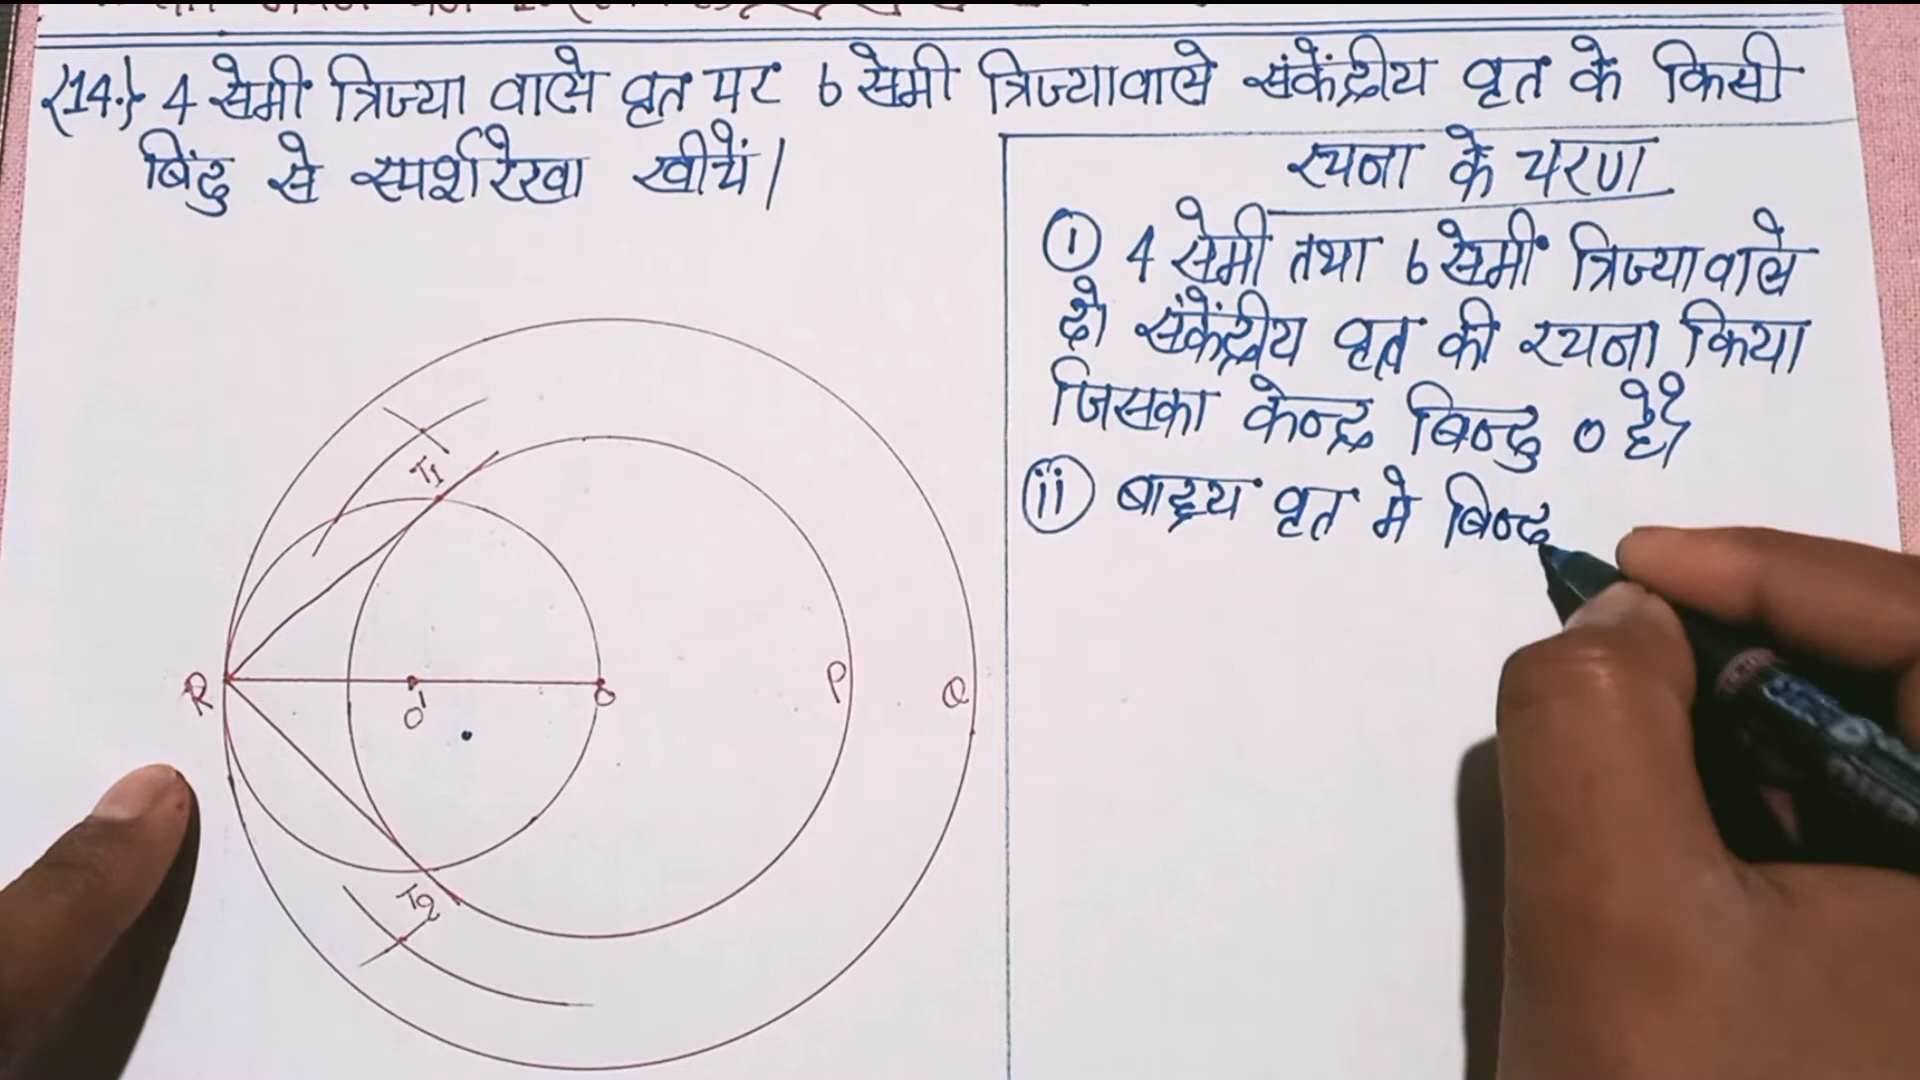 (14.) 4 सेमी त्रिज्या वाले वृत पर 6 सेमी त्रिज्यावाले संकेंद्रीय वृत के किसी
बिंदु से स्पर्शरेखा खीचें।
रचना के चरण
(i) 4 सेमी तथा 6 सेमी त्रिज्यावाले
दो संकेंद्रीय वृत की रचना किया
जिसका केन्द्र बिन्दु O है।
(ii) बाह्य वृत मे बिन्द
T1
R
O'
O
P
Q
T2